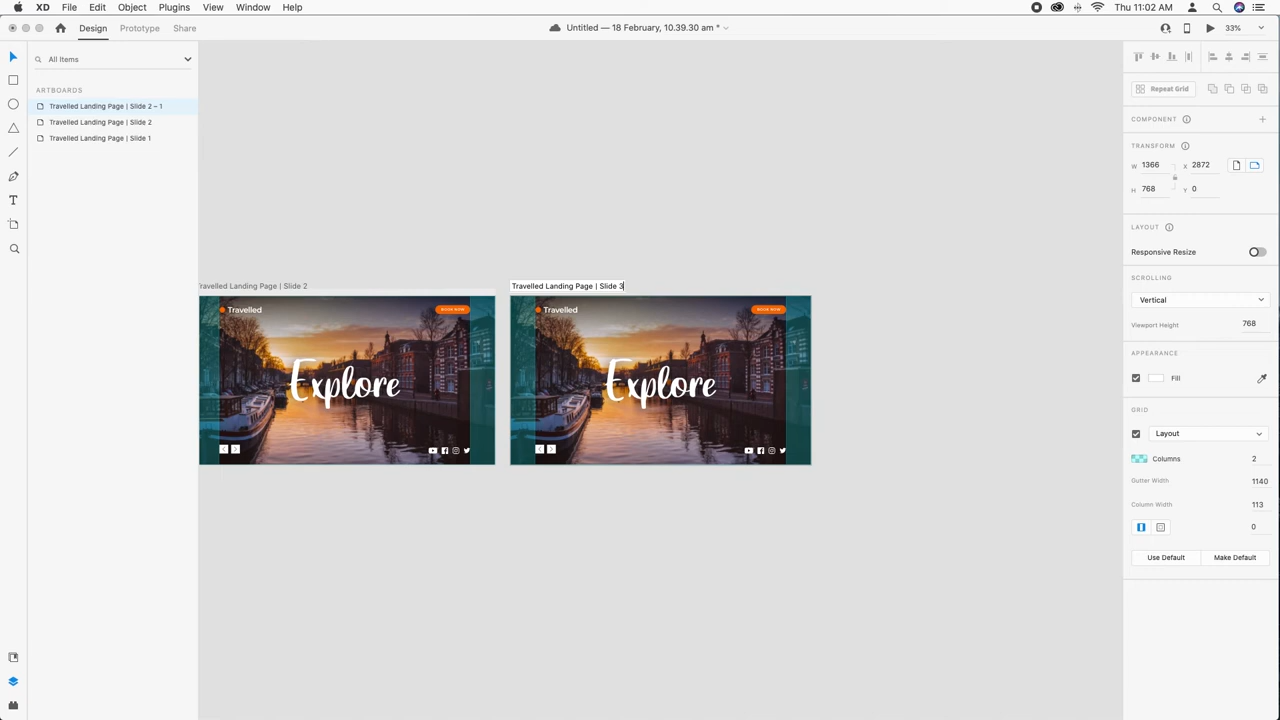 XD File Edit Object Plugins View Window Help
Thu 11:02 AM
Design Prototype Share
Untitled — 18 February, 10.39.30 am *
33%
All Items
ARTBOARDS
Travelled Landing Page | Slide 2 – 1
Travelled Landing Page | Slide 2
Travelled Landing Page | Slide 1
ravelled Landing Page | Slide 2
Travelled
BOOK NOW
Explore
Travelled Landing Page | Slide 3
Travelled
BOOK NOW
Explore
Repeat Grid
COMPONENT
TRANSFORM
W 1366 X 2872
H 768 Y 0
LAYOUT
Responsive Resize
SCROLLING
Vertical
Viewport Height 768
APPEARANCE
Fill
GRID
Layout
Columns 2
Gutter Width 1140
Column Width 113
0
Use Default Make Default